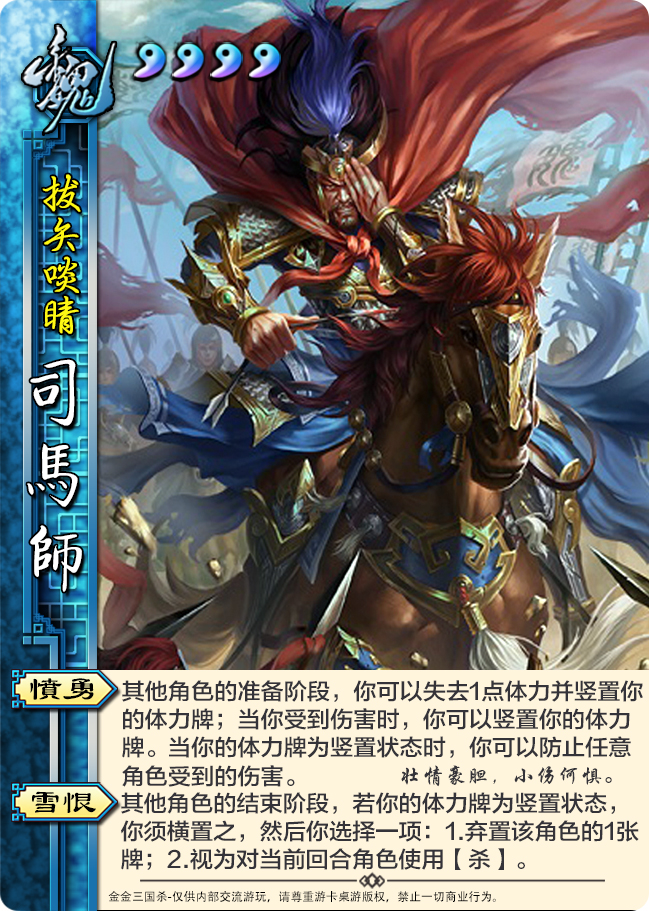 魏
拔矢啖睛
司馬師
憤勇
其他角色的准备阶段，你可以失去1点体力并竖置你
的体力牌；当你受到伤害时，你可以竖置你的体力
牌。当你的体力牌为竖置状态时，你可以防止任意
角色受到的伤害。
壮情豪胆，小伤何惧。
雪恨
其他角色的结束阶段，若你的体力牌为竖置状态，
你须横置之，然后你选择一项：1.弃置该角色的1张
牌；2.视为对当前回合角色使用【杀】。
金金三国杀-仅供内部交流游玩，请尊重游卡桌游版权，禁止一切商业行为。